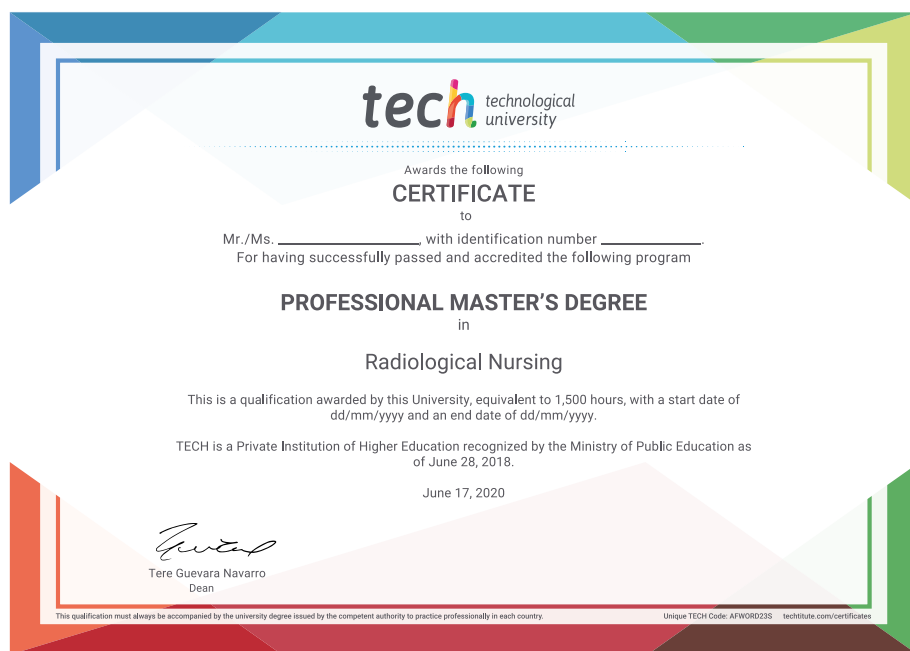 tech technological
university
Awards the following
CERTIFICATE
to
Mr./Ms. ____________________, with identification number ______________.
For having successfully passed and accredited the following program
PROFESSIONAL MASTER'S DEGREE
in
Radiological Nursing
This is a qualification awarded by this University, equivalent to 1,500 hours, with a start date of
dd/mm/yyyy and an end date of dd/mm/yyyy.
TECH is a Private Institution of Higher Education recognized by the Ministry of Public Education as
of June 28, 2018.
June 17, 2020
Tere Guevara Navarro
Dean
This qualification must always be accompanied by the university degree issued by the competent authority to practice professionally in each country.
Unique TECH Code: AFWORD23S techtitute.com/certificates